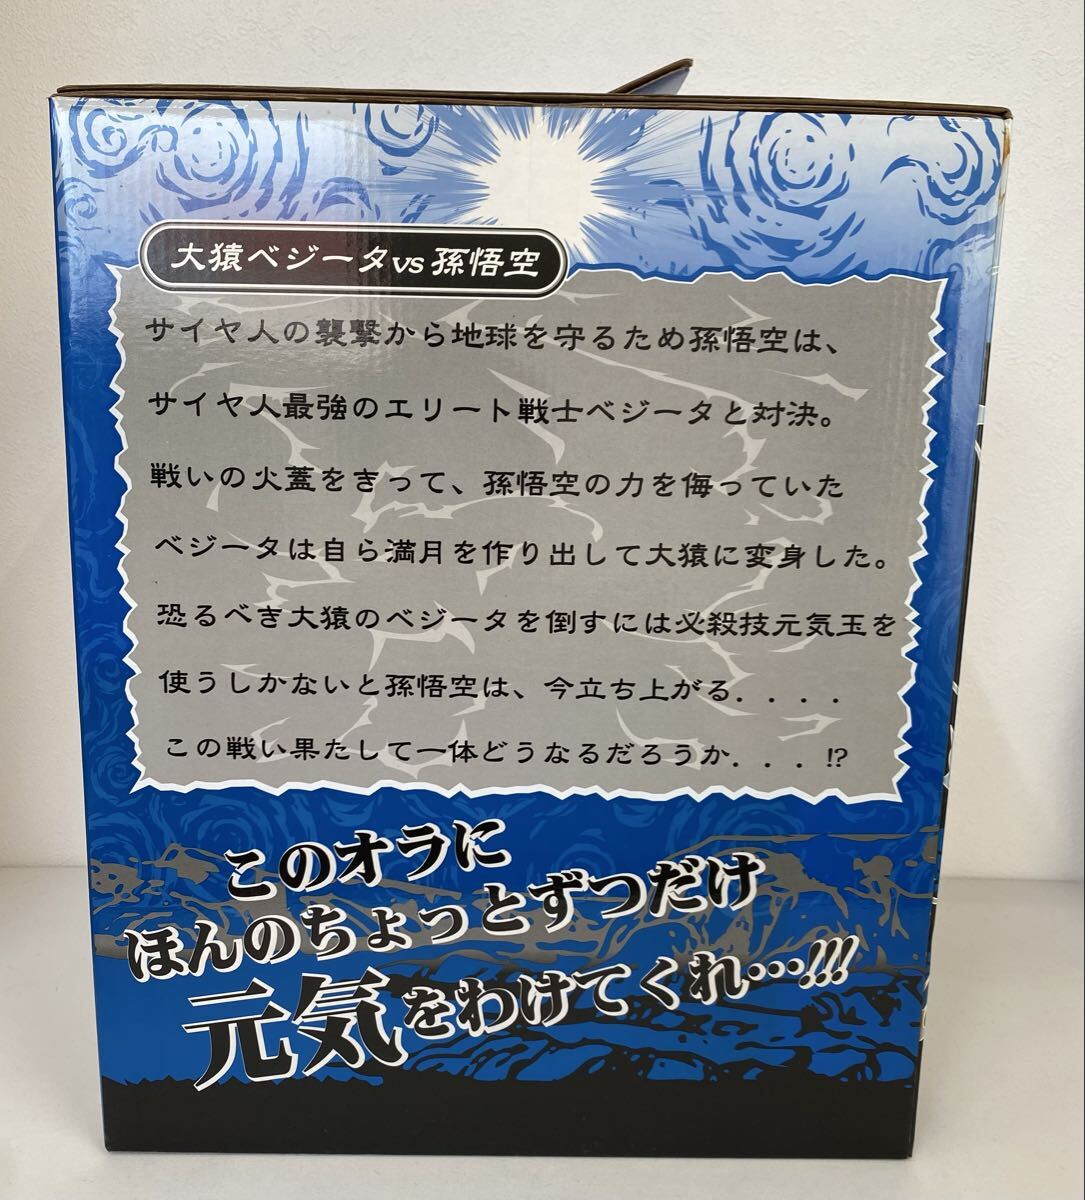 大猿ベジータvs孫悟空
サイヤ人の襲撃から地球を守るため孫悟空は、
サイヤ人最強のエリート戦士ベジータと対決。
戦いの火蓋をきって、孫悟空の力を侮っていた
ベジータは自ら満月を作り出して大猿に変身した。
恐るべき大猿のベジータを倒すには必殺技元気玉を
使うしかないと孫悟空は、今立ち上がる....
この戦い果たして一体どうなるだろうか...!?
このオラに
ほんのちょっとずつだけ
元気をわけてくれ…!!!